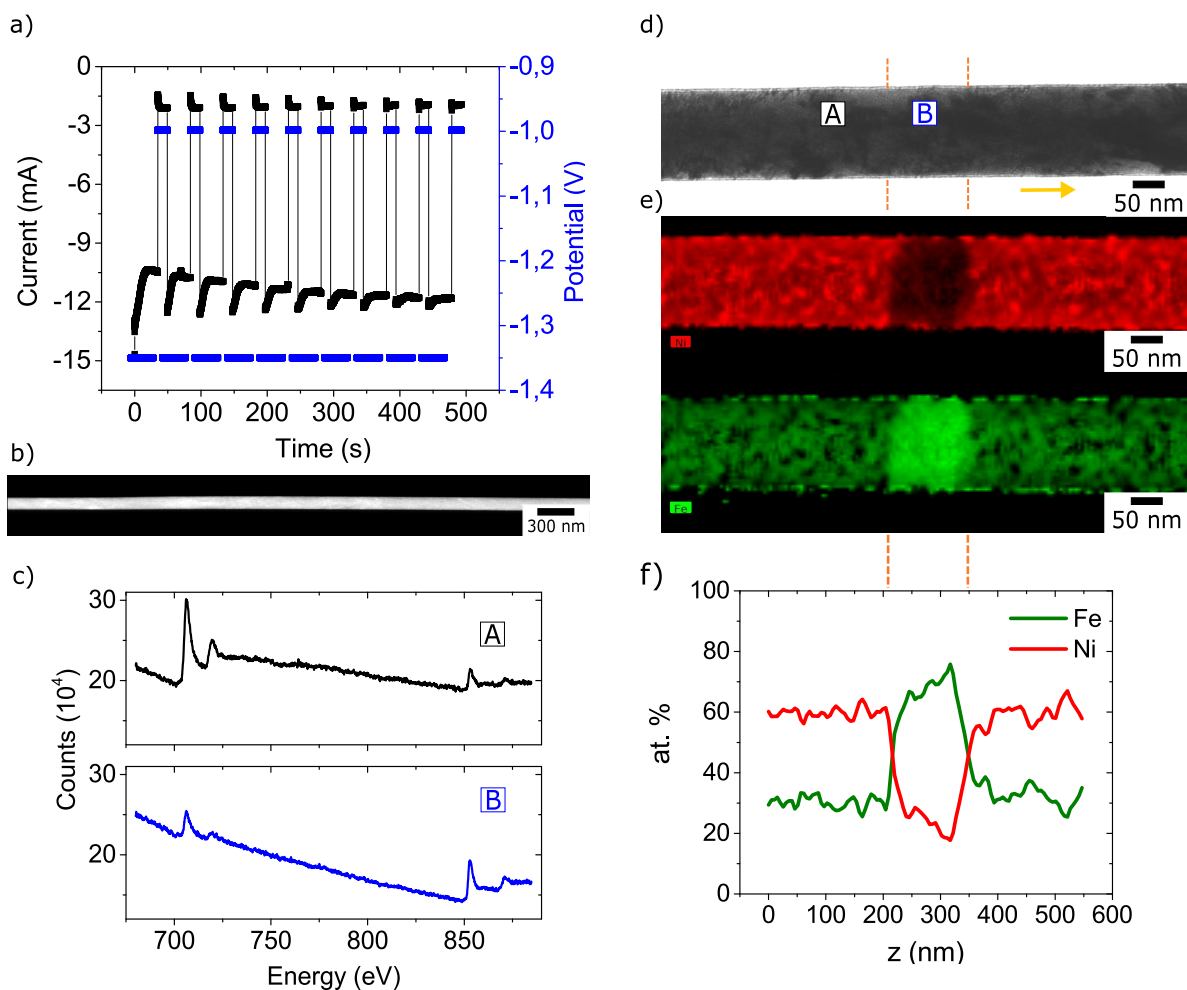 a)
0
-3
-6
-9
-12
-15
Current (mA)
-0,9
-1,0
-1,1
-1,2
-1,3
-1,4
Potential (V)
0 100 200 300 400 500
Time (s)
b)
300 nm
c)
30
20
A
30
20
B
Counts (10⁴)
700 750 800 850
Energy (eV)
d)
A B
50 nm
e)
Ni
50 nm
Fe
50 nm
f)
100
80
60
40
20
0
at. %
Fe
Ni
0 100 200 300 400 500 600
z (nm)